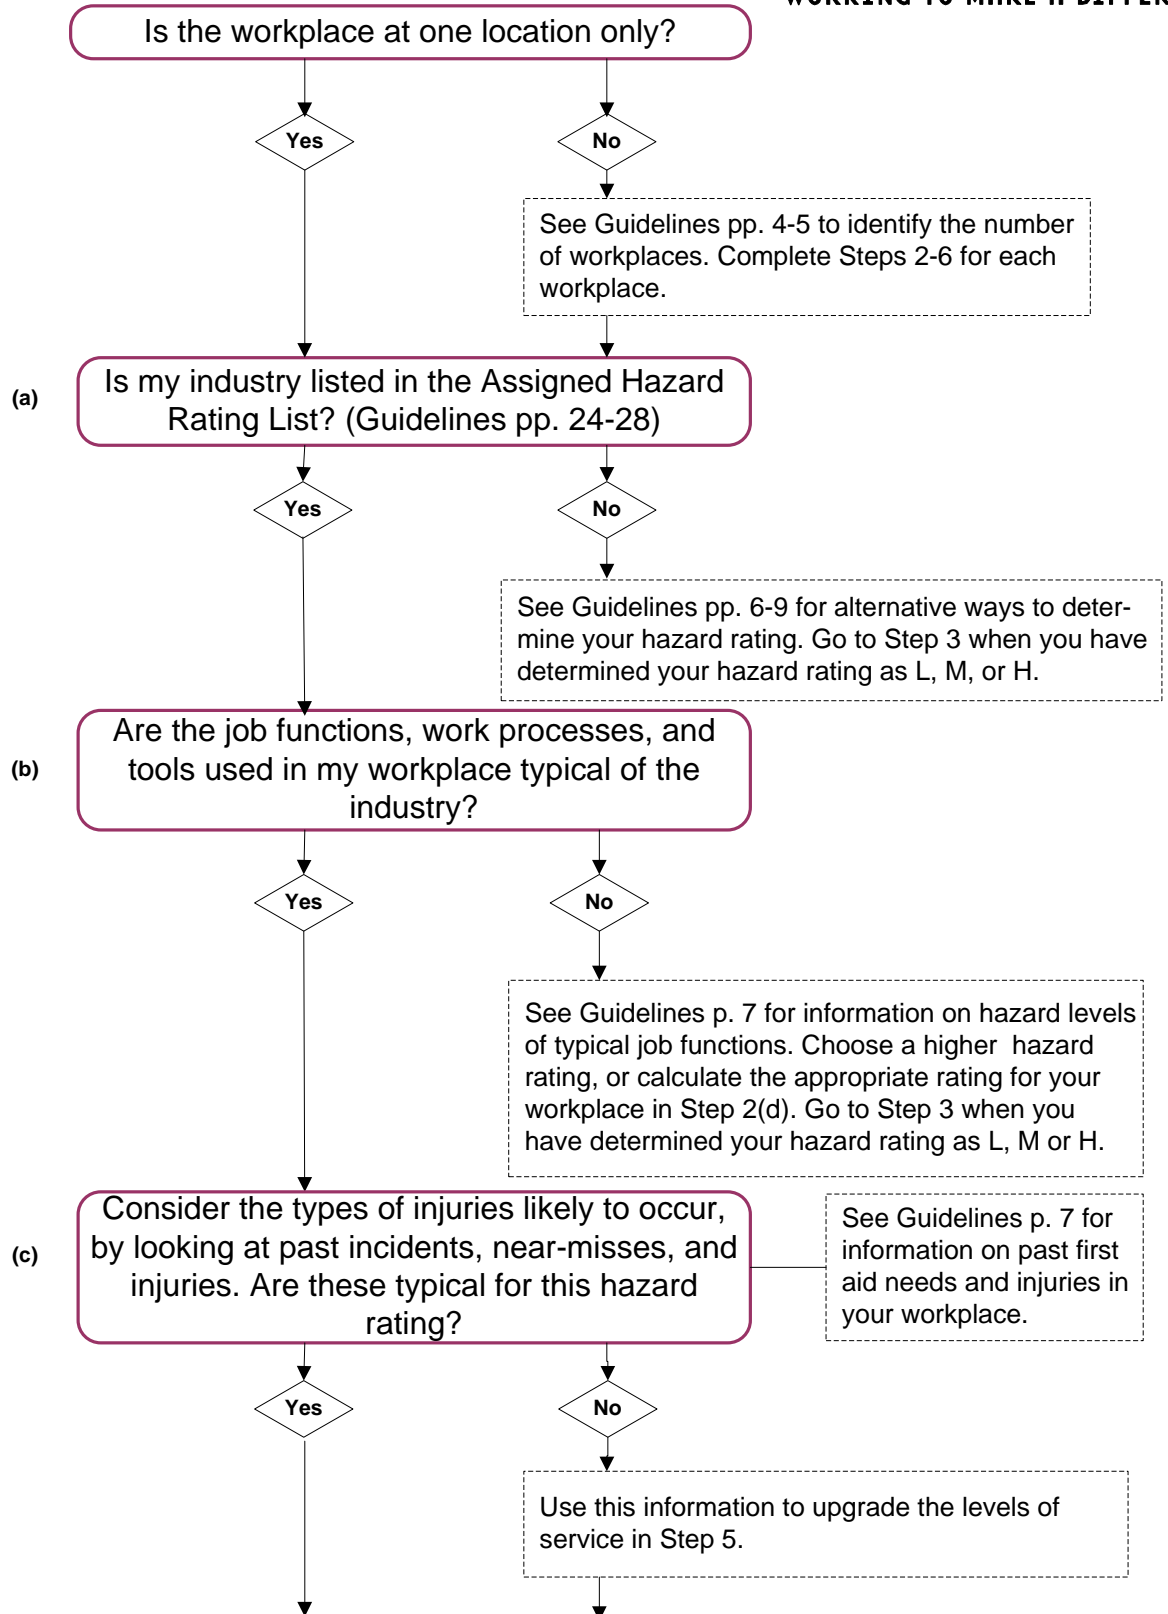 WORKING TO MAKE A DIFFER
Is the workplace at one location only?
Yes
No
See Guidelines pp. 4-5 to identify the number
of workplaces. Complete Steps 2-6 for each
workplace.
(a)
Is my industry listed in the Assigned Hazard
Rating List? (Guidelines pp. 24-28)
Yes
No
See Guidelines pp. 6-9 for alternative ways to deter-
mine your hazard rating. Go to Step 3 when you have
determined your hazard rating as L, M, or H.
(b)
Are the job functions, work processes, and
tools used in my workplace typical of the
industry?
Yes
No
See Guidelines p. 7 for information on hazard levels
of typical job functions. Choose a higher  hazard
rating, or calculate the appropriate rating for your
workplace in Step 2(d). Go to Step 3 when you
have determined your hazard rating as L, M or H.
(c)
Consider the types of injuries likely to occur,
by looking at past incidents, near-misses, and
injuries. Are these typical for this hazard
rating?
See Guidelines p. 7 for
information on past first
aid needs and injuries in
your workplace.
Yes
No
Use this information to upgrade the levels of
service in Step 5.